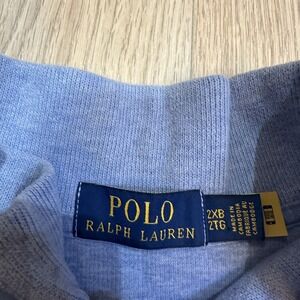 POLO
RALPH LAUREN
2XB
2TG
MADE IN
CAMBODIA
FABRIQUÉ AU
CAMBODGE